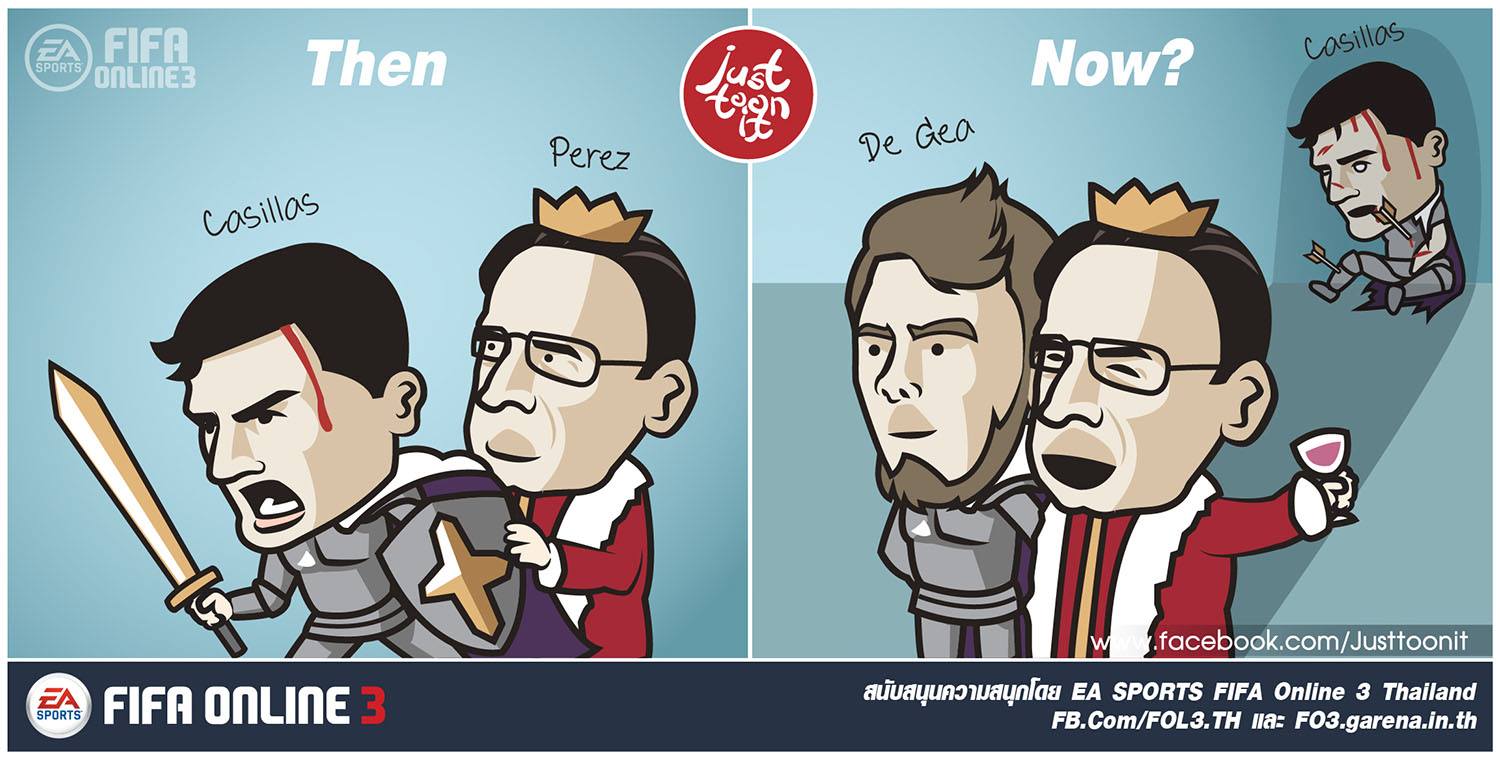 EA
SPORTS
FIFA
ONLINE3
Then
just
toon
it
Now?
Casillas
De Gea
Perez
Casillas
www.facebook.com/Justtoonit
EA
SPORTS
FIFA ONLINE 3
สนับสนุนความสนุกโดย EA SPORTS FIFA Online 3 Thailand
FB.Com/FOL3.TH และ FO3.garena.in.th